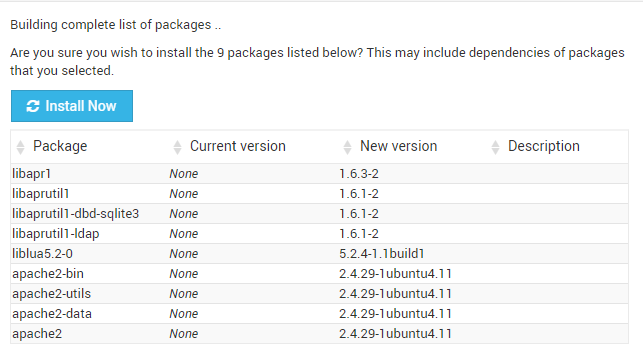 Building complete list of packages ..
Are you sure you wish to install the 9 packages listed below? This may include dependencies of packages
that you selected.
Install Now
Package Current version New version Description
libapr1 None 1.6.3-2
libaprutil1 None 1.6.1-2
libaprutil1-dbd-sqlite3 None 1.6.1-2
libaprutil1-ldap None 1.6.1-2
liblua5.2-0 None 5.2.4-1.1build1
apache2-bin None 2.4.29-1ubuntu4.11
apache2-utils None 2.4.29-1ubuntu4.11
apache2-data None 2.4.29-1ubuntu4.11
apache2 None 2.4.29-1ubuntu4.11